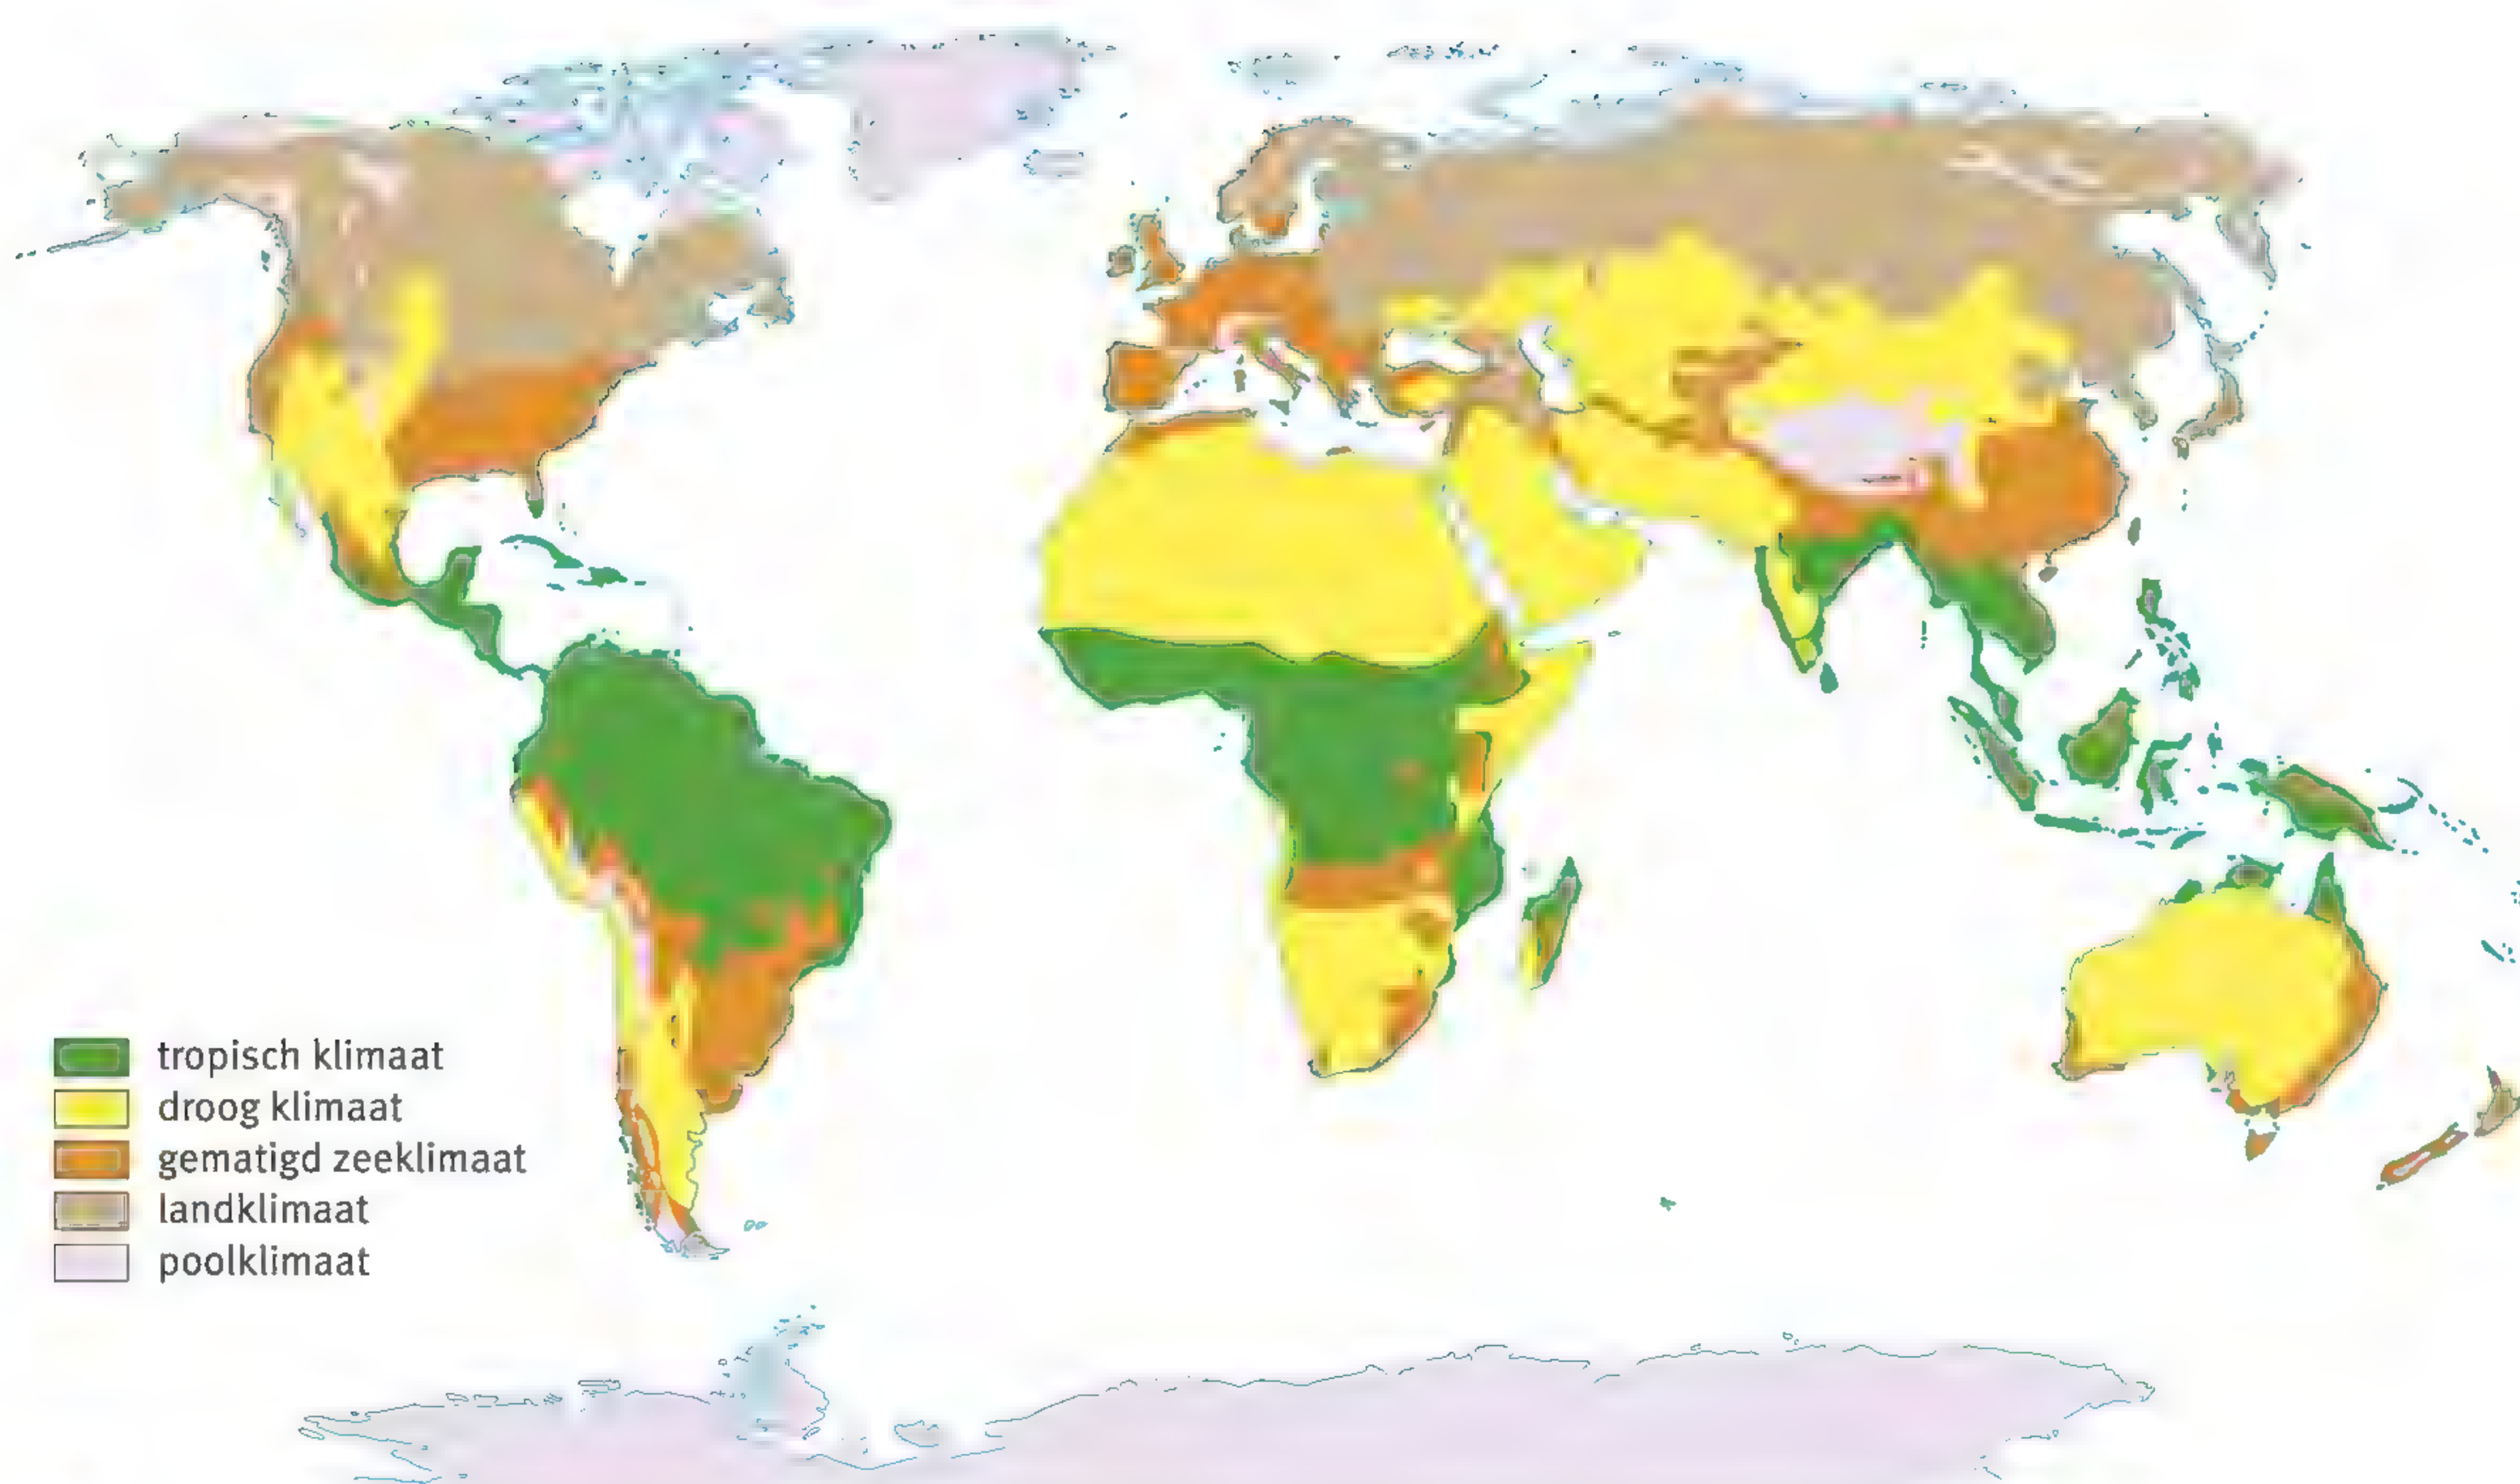 tropisch klimaat
droog klimaat
gematigd zeeklimaat
landklimaat
poolklimaat